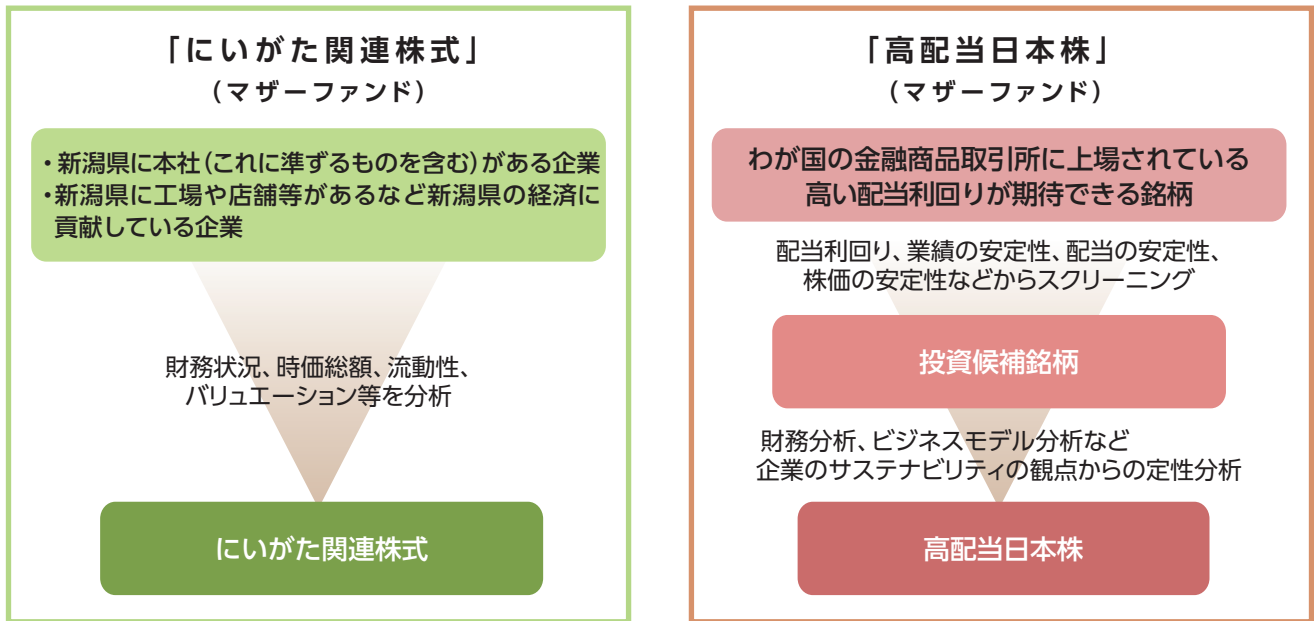 「にいがた関連株式」
（マザーファンド）
・新潟県に本社（これに準ずるものを含む）がある企業
・新潟県に工場や店舗等があるなど新潟県の経済に
貢献している企業
財務状況、時価総額、流動性、
バリュエーション等を分析
にいがた関連株式
「高配当日本株」
（マザーファンド）
わが国の金融商品取引所に上場されている
高い配当利回りが期待できる銘柄
配当利回り、業績の安定性、配当の安定性、
株価の安定性などからスクリーニング
投資候補銘柄
財務分析、ビジネスモデル分析など
企業のサステナビリティの観点からの定性分析
高配当日本株